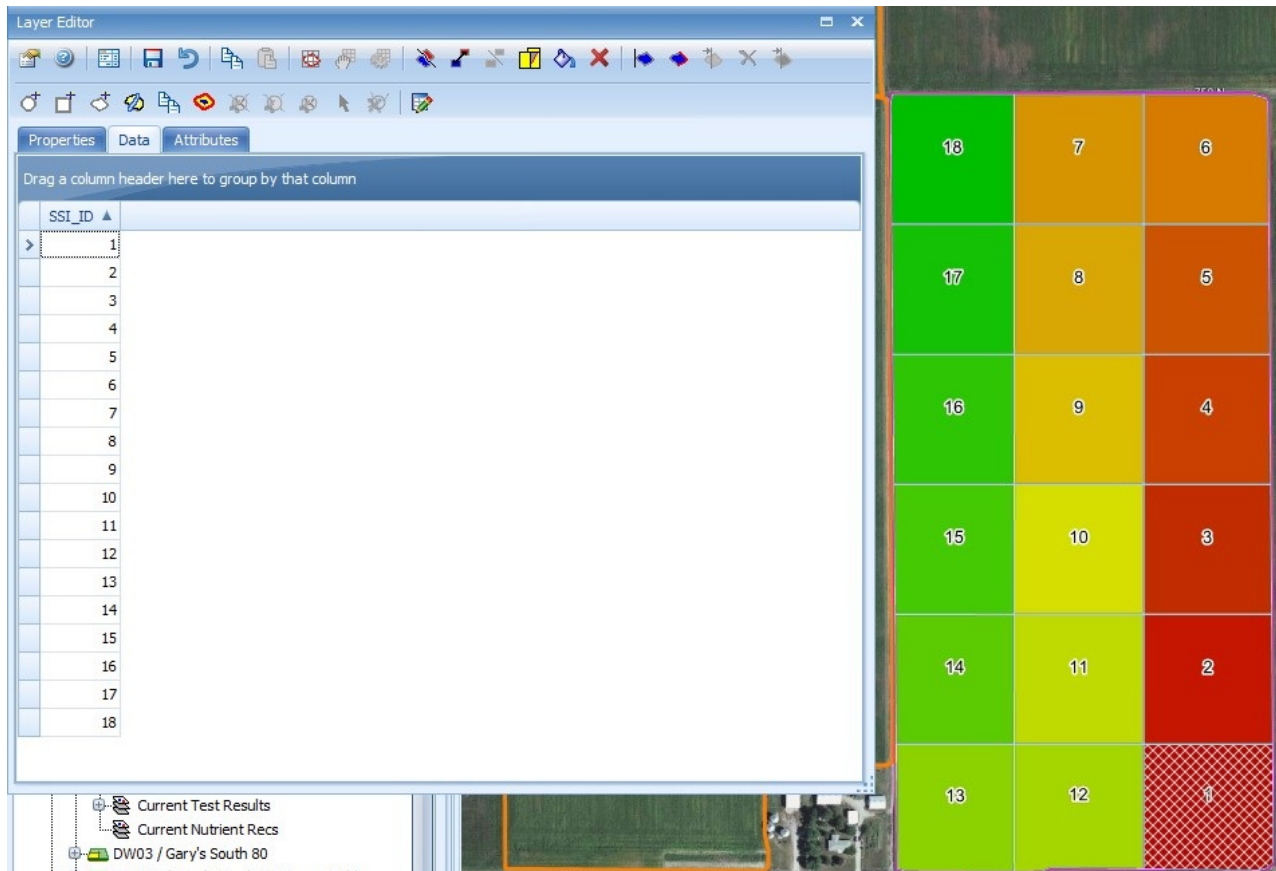 Layer Editor
Properties Data Attributes
Drag a column header here to group by that column
SSI_ID
1
2
3
4
5
6
7
8
9
10
11
12
13
14
15
16
17
18
Current Test Results
Current Nutrient Recs
DW03 / Gary's South 80
18 7 6
17 8 5
16 9 4
15 10 3
14 11 2
13 12 1